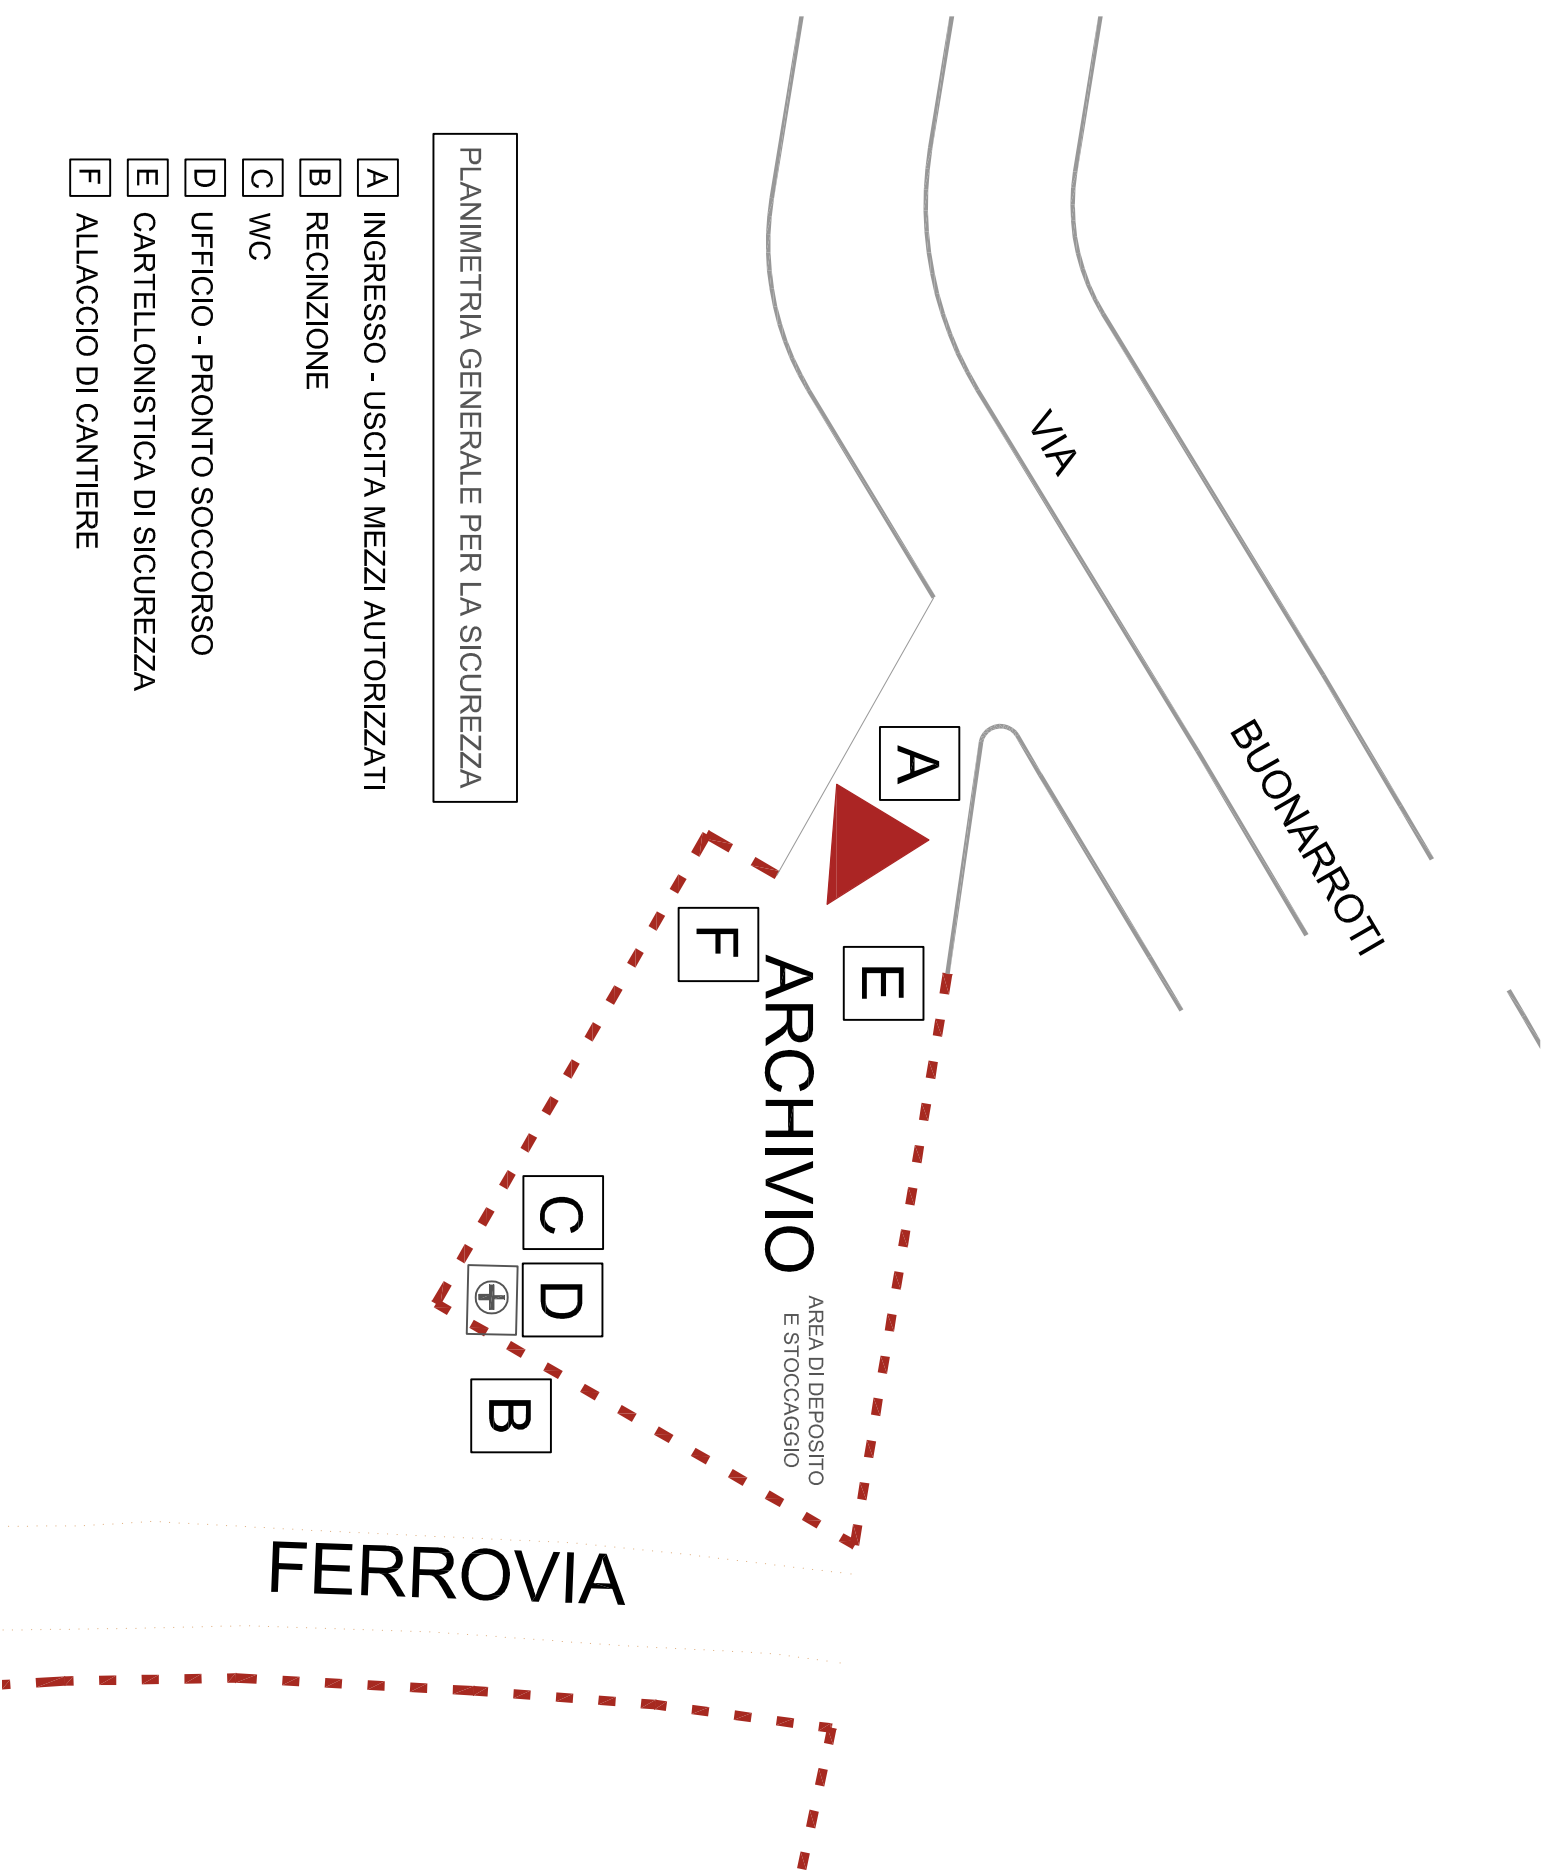 PLANIMETRIA GENERALE PER LA SICUREZZA
A INGRESSO - USCITA MEZZI AUTORIZZATI
B RECINZIONE
C WC
D UFFICIO - PRONTO SOCCORSO
E CARTELLONISTICA DI SICUREZZA
F ALLACCIO DI CANTIERE
VIA BUONARROTI
A
E
F
ARCHIVIO
AREA DI DEPOSITO
E STOCCAGGIO
C
D
B
FERROVIA